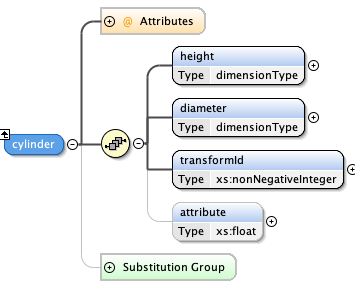 @ Attributes
height
Type dimensionType
diameter
Type dimensionType
cylinder
transformId
Type xs:nonNegativeInteger
attribute
Type xs:float
Substitution Group